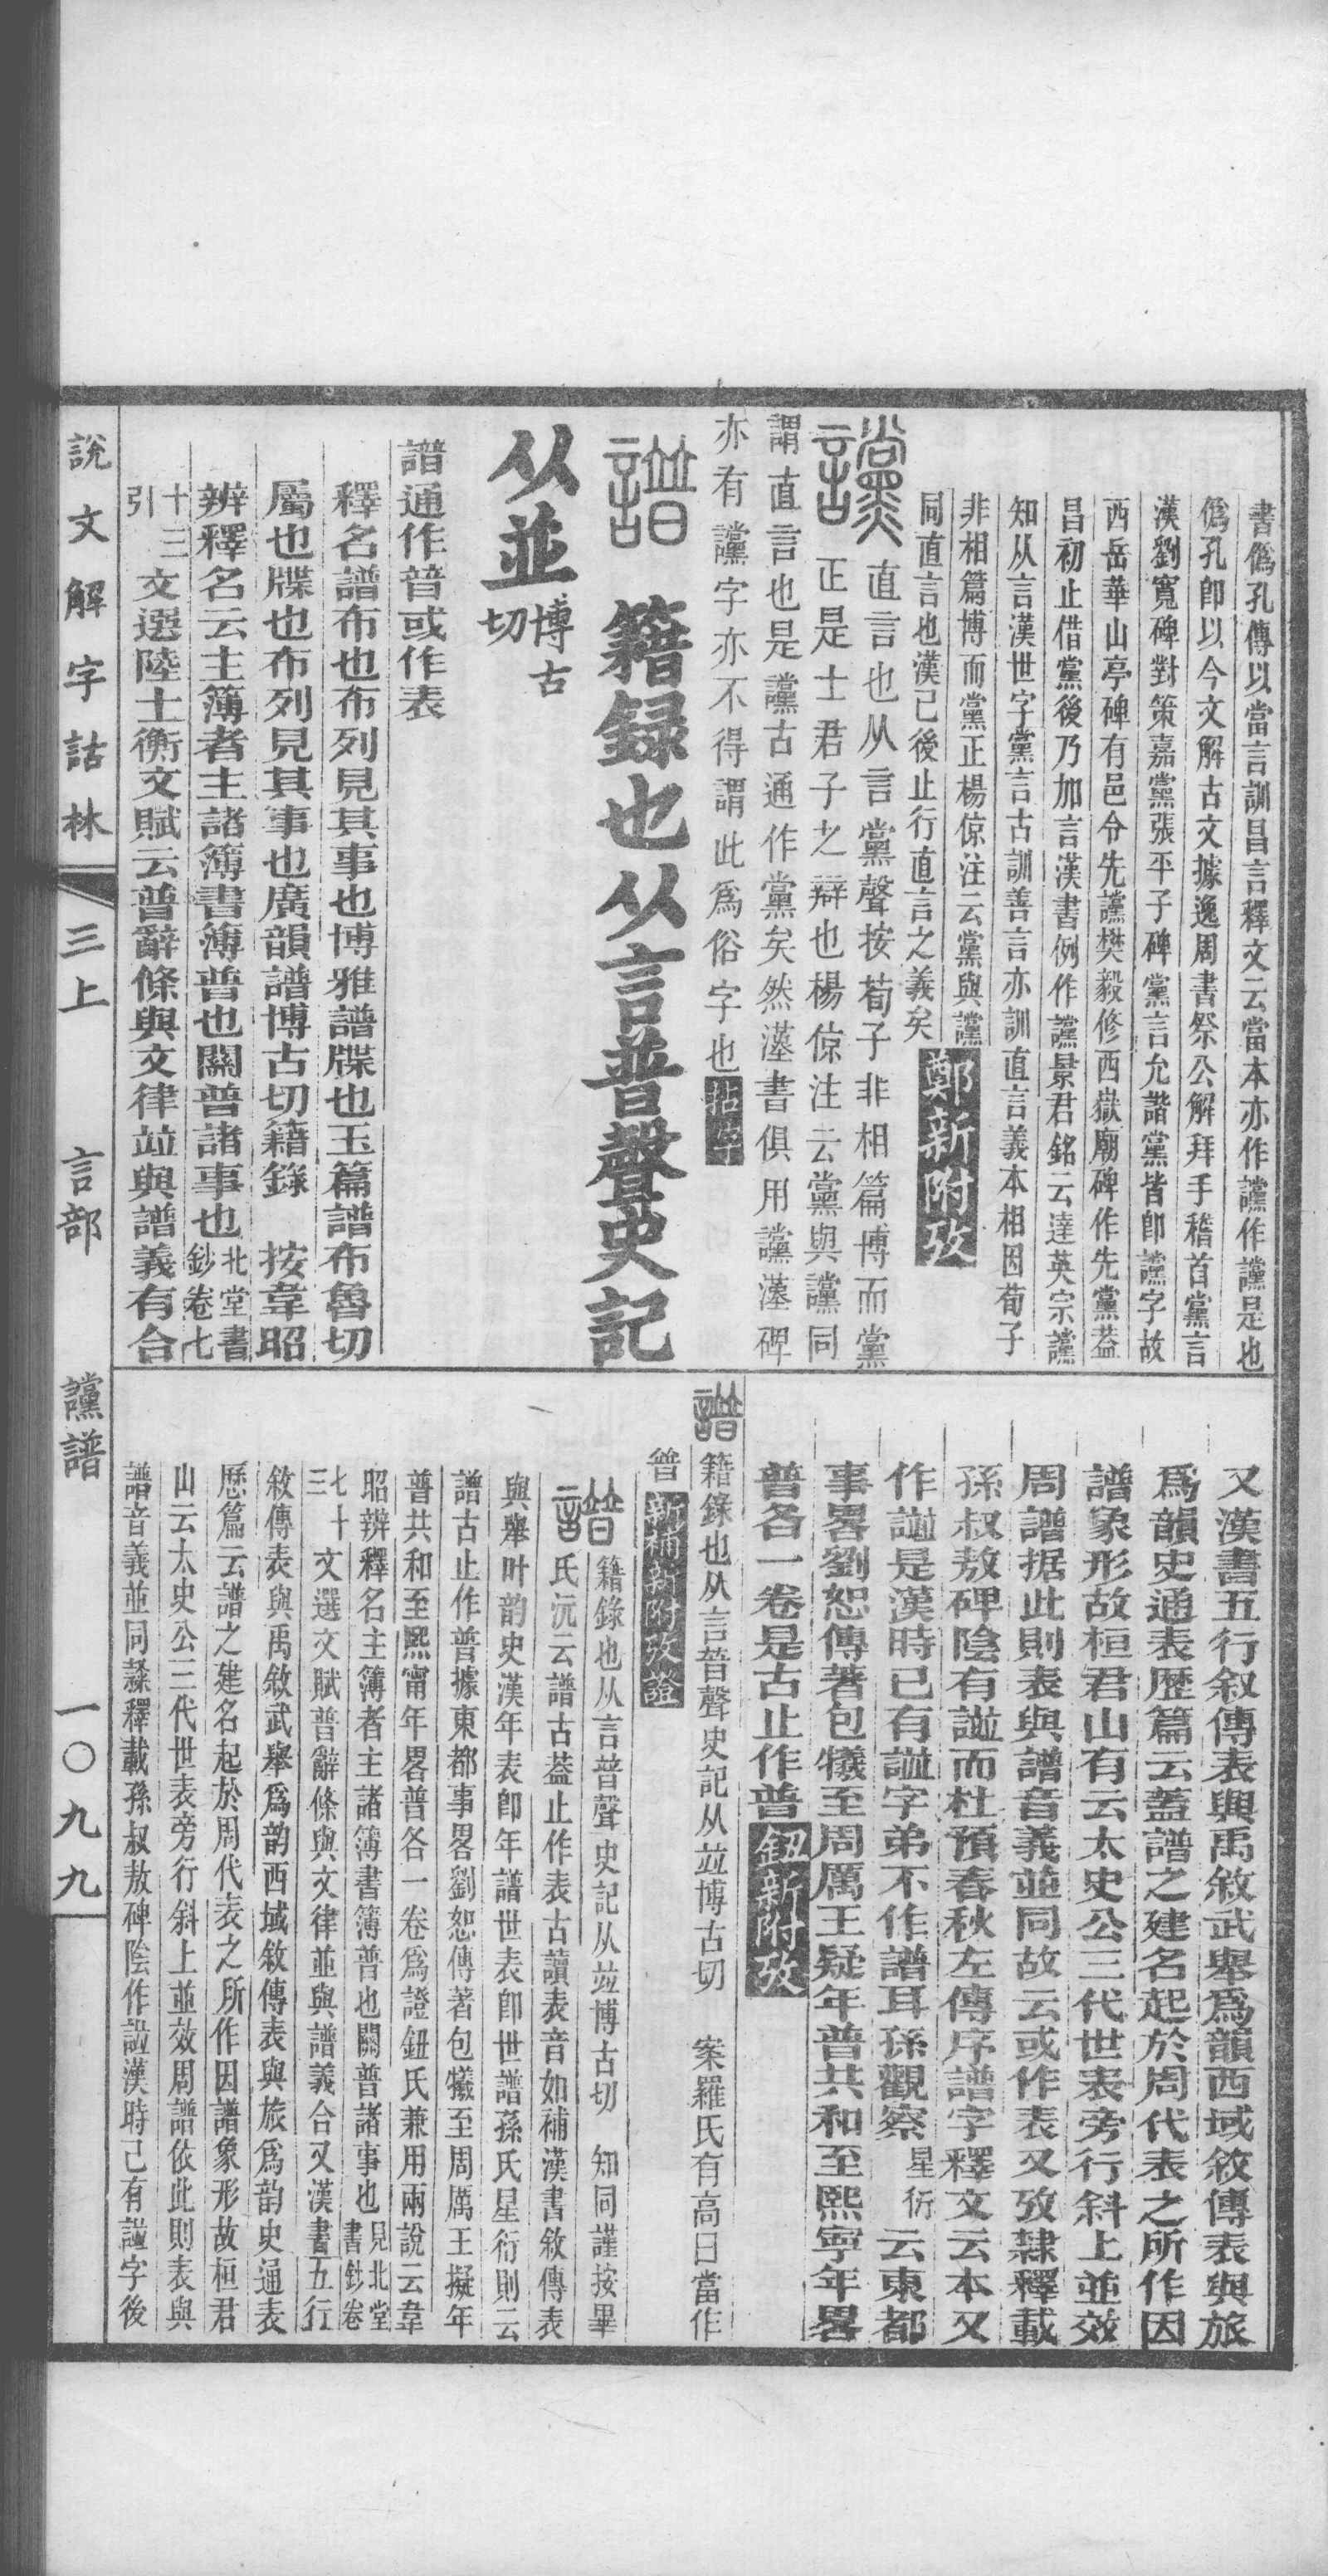 書僞孔傳以當言訓昌言釋文云當本亦作讜作讜是也
僞孔卽以今文解古文據逸周書祭公解拜手稽首黨言
漢劉寬碑對策嘉黨張平子碑黨言允諧黨皆卽讜字故
西岳華山亭碑有邑令先讜樊毅修西嶽廟碑作先黨葢
昌初止借黨後乃加言漢書例作讜景君銘云達英宗讜
知从言漢世字黨言古訓善言亦訓直言義本相因荀子
非相篇博而黨正楊倞注云黨與讜
同直言也漢已後止行直言之義矣鄭新附攷
讜直言也从言黨聲按荀子非相篇博而黨
正是士君子之辯也楊倞注云黨與讜同
謂直言也是讜古通作黨矣然漢書俱用讜漢碑
亦有讜字亦不得謂此爲俗字也拈字
譜籍録也从言普聲史記
从並博古切
譜通作普或作表
釋名譜布也布列見其事也博雅譜牒也玉篇譜布魯切
屬也牒也布列見其事也廣韻譜博古切籍錄 按韋昭
辨釋名云主簿者主諸簿書簿普也關普諸事也北堂書鈔卷七
十三引文選陸士衡文賦云普辭條與文律竝與譜義有合
又漢書五行叙傳表與禹敘武舉爲韻西域敘傳表與旅
爲韻史通表歷篇云蓋譜之建名起於周代表之所作因
譜象形故桓君山有云太史公三代世表旁行斜上並效
周譜据此則表與譜音義並同故云或作表又攷隸釋載
孫叔敖碑陰有諩而杜預春秋左傳序譜字釋文云本又
作諩是漢時已有諩字弟不作譜耳孫觀察星衍云東都
事畧劉恕傳著包犧至周厲王疑年普共和至熙寧年畧
普各一卷是古止作普鈕新附攷
譜籍錄也从言普聲史記从竝博古切 案羅氏有高曰當作
普新補新附攷證
譜籍錄也从言普聲史記从竝博古切 知同謹按畢
氏沅云譜古葢止作表古讀表音如補漢書敘傳表
與舉叶韵史漢年表卽年譜世表卽世譜孫氏星衍則云
譜古止作普據東都事畧劉恕傳著包犧至周厲王擬年
普共和至熙甯年畧普各一卷爲證鈕氏兼用兩說云韋
昭辨釋名主簿者主諸簿書簿普也關普諸事也見北堂書鈔卷
七十三文選文賦普辭條與文律並與譜義合又漢書五行
敘傳表與禹敘武舉爲韵西域敘傳表與旅爲韵史通表
歷篇云譜之建名起於周代表之所作因譜象形故桓君
山云太史公三代世表旁行斜上並效周譜依此則表與
譜音義並同隸釋載孫叔敖碑陰作諩漢時已有諩字後
說文解字詁林 三上 言部 讜譜 一〇九九